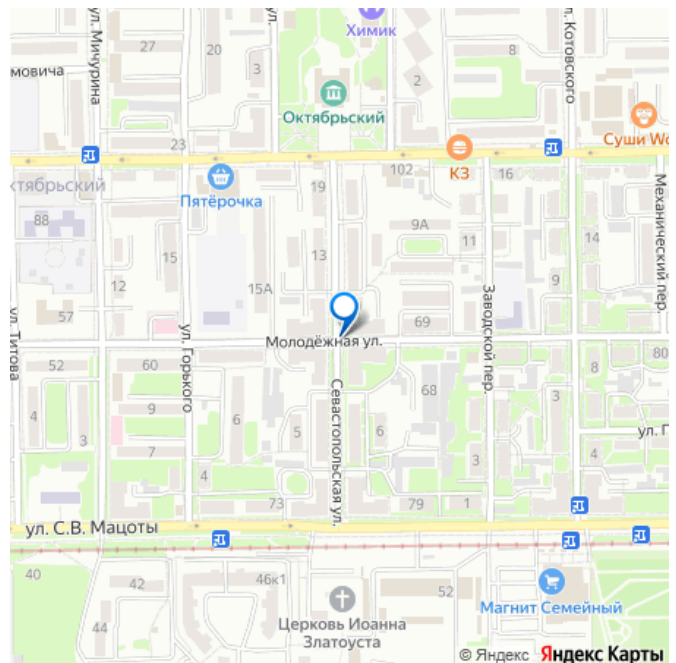 ул. Мичурина
27
20
ул.
3
Химик
8
2
л. Котовского
мовича
Октябрьский
23
Суши Wo
КЗ
Пятёрочка
19
102
16
ктябрьский
88
9А
11
14
Механический пер.
13
15
15А
12
9
57
ул. Титова
ул. Горького
69
Заводской пер.
Молодёжная ул.
52
60
8
80
4
9
6
5
Севастопольская ул.
6
68
3
3
7
4
3
4
ул. Г
73
79
1
ул. С.В. Мацоты
40
42
46к1
52
44
Магнит Семейный
Церковь Иоанна
Златоуста
© Яндекс Яндекс Карты